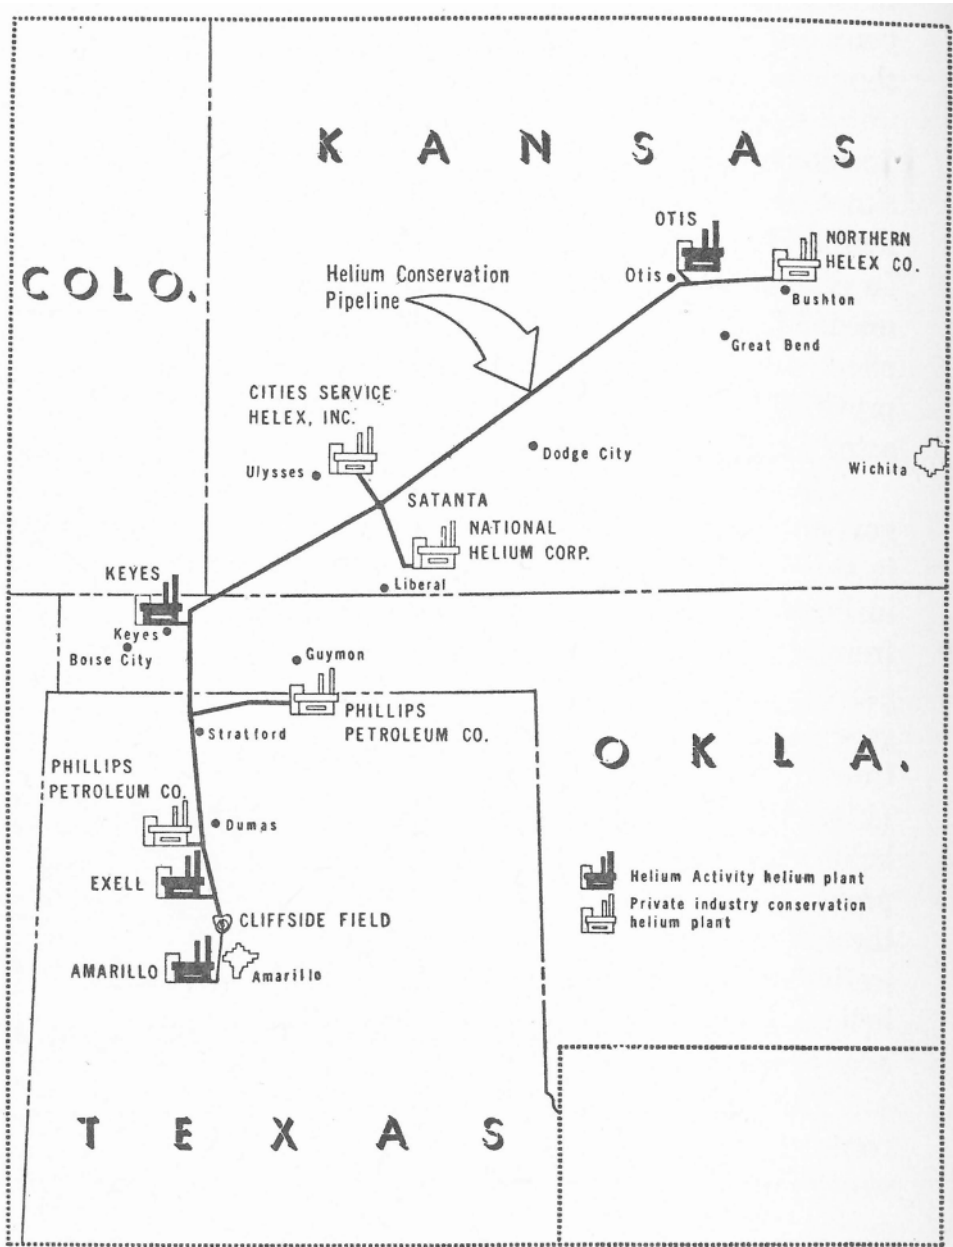 KANSAS
COLO.
OTIS
NORTHERN
HELEX CO.
Otis
Bushton
Helium Conservation
Pipeline
Great Bend
CITIES SERVICE
HELEX, INC.
Dodge City
Ulysses
Wichita
SATANTA
NATIONAL
HELIUM CORP.
Liberal
KEYES
Keyes
Boise City
Guymon
PHILLIPS
PETROLEUM CO.
Stratford
OKLA.
PHILLIPS
PETROLEUM CO.
Dumas
EXELL
Helium Activity helium plant
Private industry conservation
helium plant
CLIFFSIDE FIELD
AMARILLO
Amarillo
TEXAS